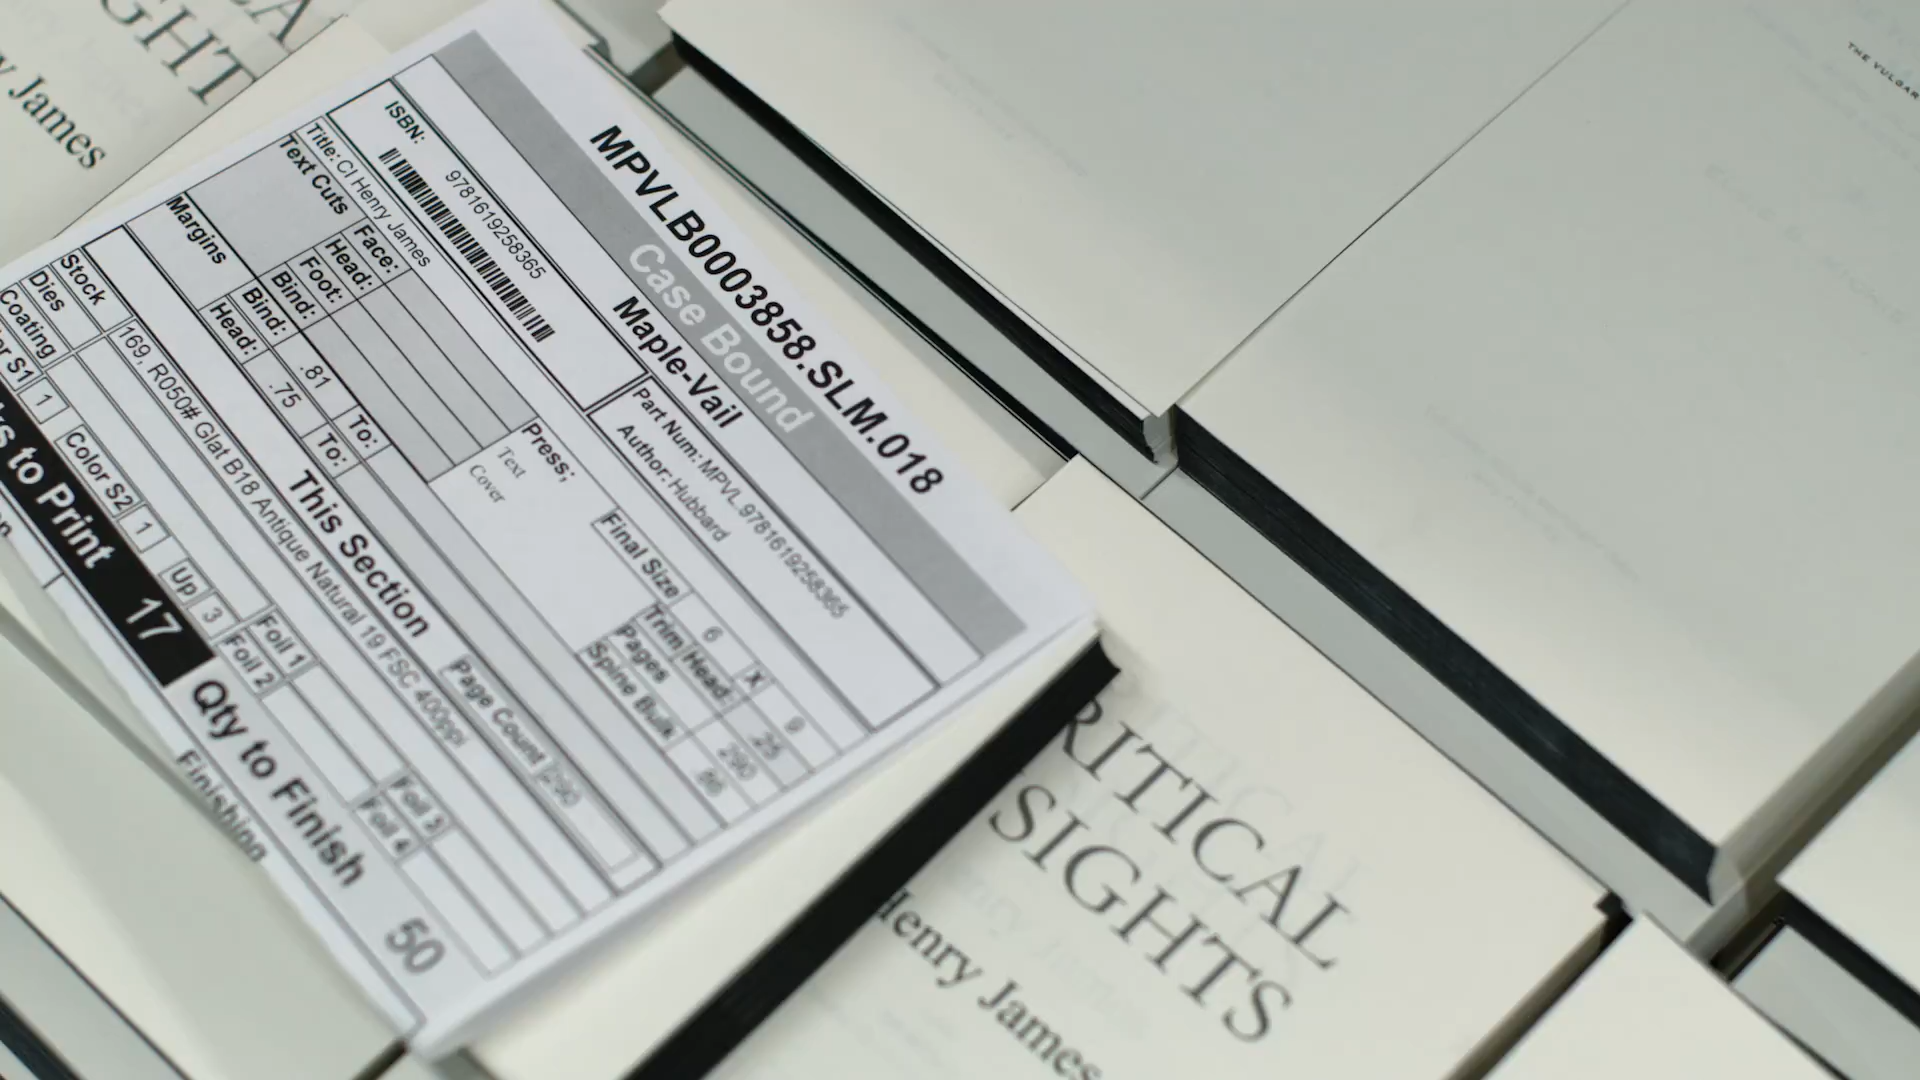 GHT
James
MPVLB0003858.SLM.018
Case Bound
Maple-Vail
ISBN:
9781619258365
Part Num: MPVL.9781619258365
Title: CI Henry James
Author: Hubbard
Text Cuts
Face:
Head:
Foot:
Press;
Text
Cover
Final Size
6
X
9
Trim Head:
.25
Margins
Bind:
.81
To:
Head:
.75
To:
Pages
290
Spine Bulk
This Section
Page Count
290
Stock
169, R050# Glat B18 Antique Natural 19 FSC 400ppi
Dies
Coating
S1
1
Color S2
1
Up
3
Foil 1
Foil 2
Foil 3
Foil 4
to Print
17
Qty to Finish
50
Finishing
RITICAL
SIGHTS
Henry James
THE VULGAR